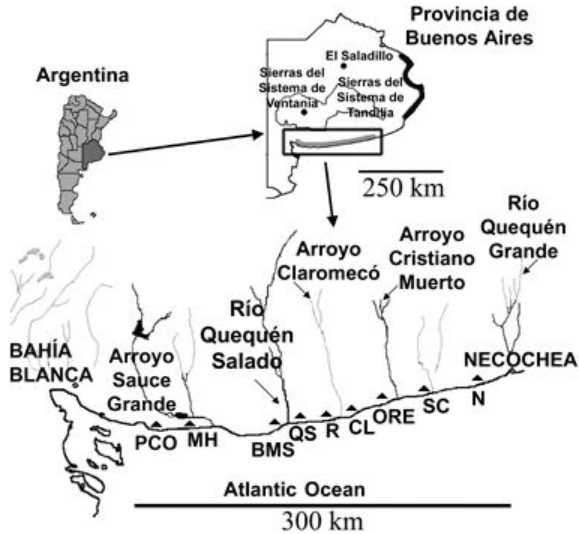 Provincia de
Buenos Aires
Argentina
El Saladillo
Sierras del
Sistema de
Ventania
Sierras del
Sistema de
Tandilia
250 km
Río
Quequén
Grande
Arroyo
Cristiano
Muerto
Arroyo
Claromecó
Río
Quequén
Salado
BAHÍA
BLANCA
Arroyo
Sauce
Grande
NECOCHEA
PCO
MH
BMS
QS
R
CL
ORE
SC
N
Atlantic Ocean
300 km